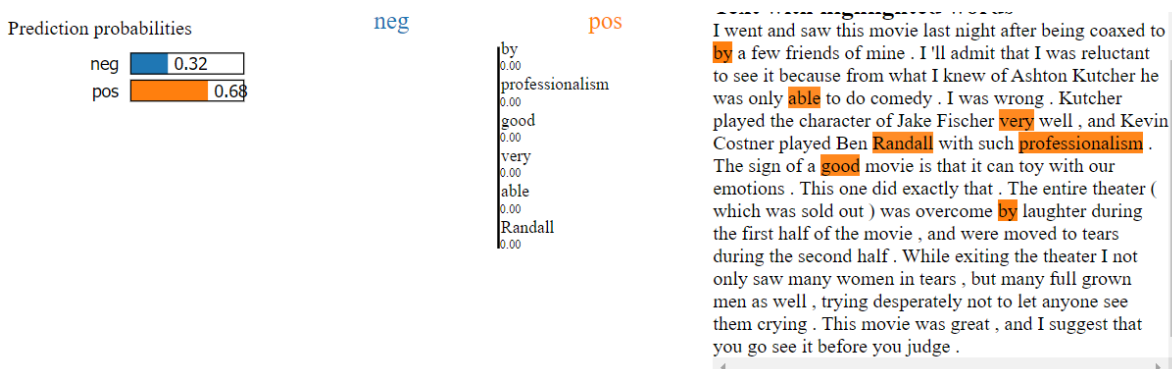 Prediction probabilities
neg 0.32
pos 0.68
neg pos
by
0.00
professionalism
0.00
good
0.00
very
0.00
able
0.00
Randall
0.00
Text with highlighted words
I went and saw this movie last night after being coaxed to
by a few friends of mine . I 'll admit that I was reluctant
to see it because from what I knew of Ashton Kutcher he
was only able to do comedy . I was wrong . Kutcher
played the character of Jake Fischer very well , and Kevin
Costner played Ben Randall with such professionalism .
The sign of a good movie is that it can toy with our
emotions . This one did exactly that . The entire theater (
which was sold out ) was overcome by laughter during
the first half of the movie , and were moved to tears
during the second half . While exiting the theater I not
only saw many women in tears , but many full grown
men as well , trying desperately not to let anyone see
them crying . This movie was great , and I suggest that
you go see it before you judge .